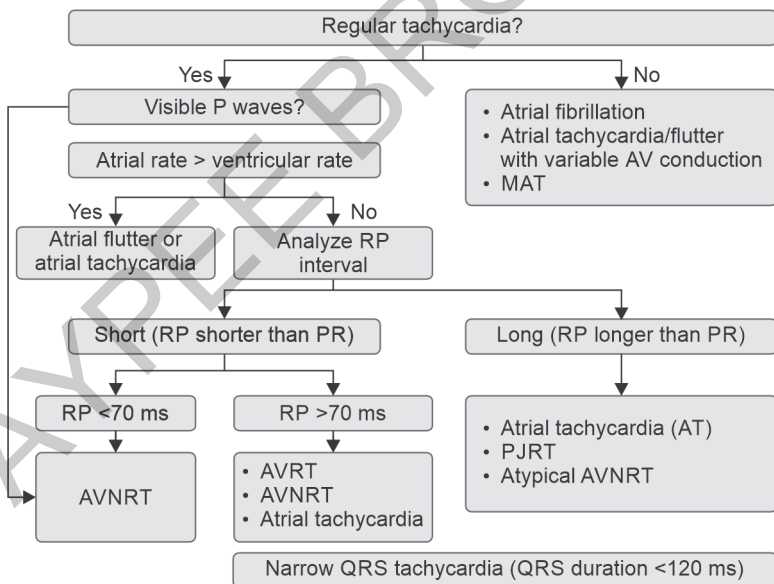 Regular tachycardia?
Yes
No
Visible P waves?
• Atrial fibrillation
• Atrial tachycardia/flutter
with variable AV conduction
• MAT
Atrial rate > ventricular rate
Yes
No
Atrial flutter or
atrial tachycardia
Analyze RP
interval
Short (RP shorter than PR)
Long (RP longer than PR)
RP <70 ms
RP >70 ms
AVNRT
• AVRT
• AVNRT
• Atrial tachycardia
• Atrial tachycardia (AT)
• PJRT
• Atypical AVNRT
Narrow QRS tachycardia (QRS duration <120 ms)